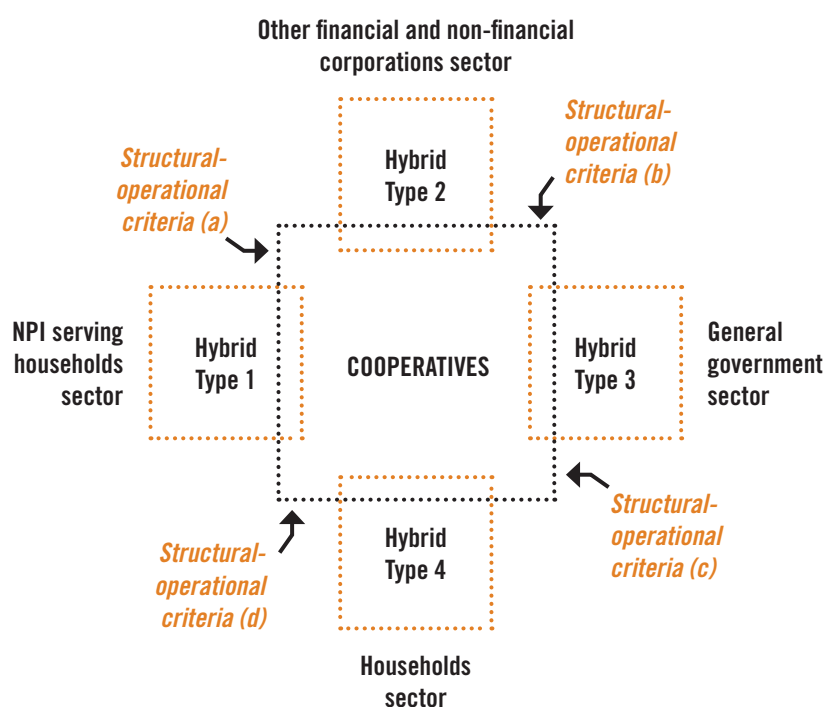 Other financial and non-financial
corporations sector
Structural-
operational
criteria (a)
Hybrid
Type 2
Structural-
operational
criteria (b)
NPI serving
households
sector
Hybrid
Type 1
COOPERATIVES
Hybrid
Type 3
General
government
sector
Structural-
operational
criteria (d)
Hybrid
Type 4
Structural-
operational
criteria (c)
Households
sector